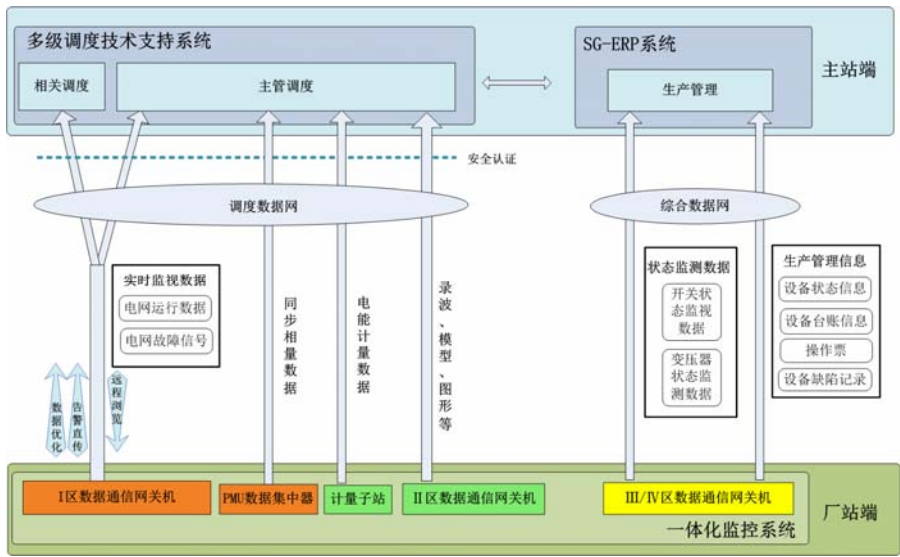 多级调度技术支持系统
SG-ERP系统
主站端
相关调度
主管调度
生产管理
安全认证
调度数据网
综合数据网
实时监视数据
电网运行数据
电网故障信号
同步相量数据
电能计量数据
录波、模型、图形等
状态监测数据
开关状
态监视
数据
变压器
状态监
测数据
生产管理信息
设备状态信息
设备台账信息
操作票
设备缺陷记录
数据优化
告警直传
远程浏览
I区数据通信网关机
PMU数据集中器
计量子站
II区数据通信网关机
III/IV区数据通信网关机
一体化监控系统
厂站端